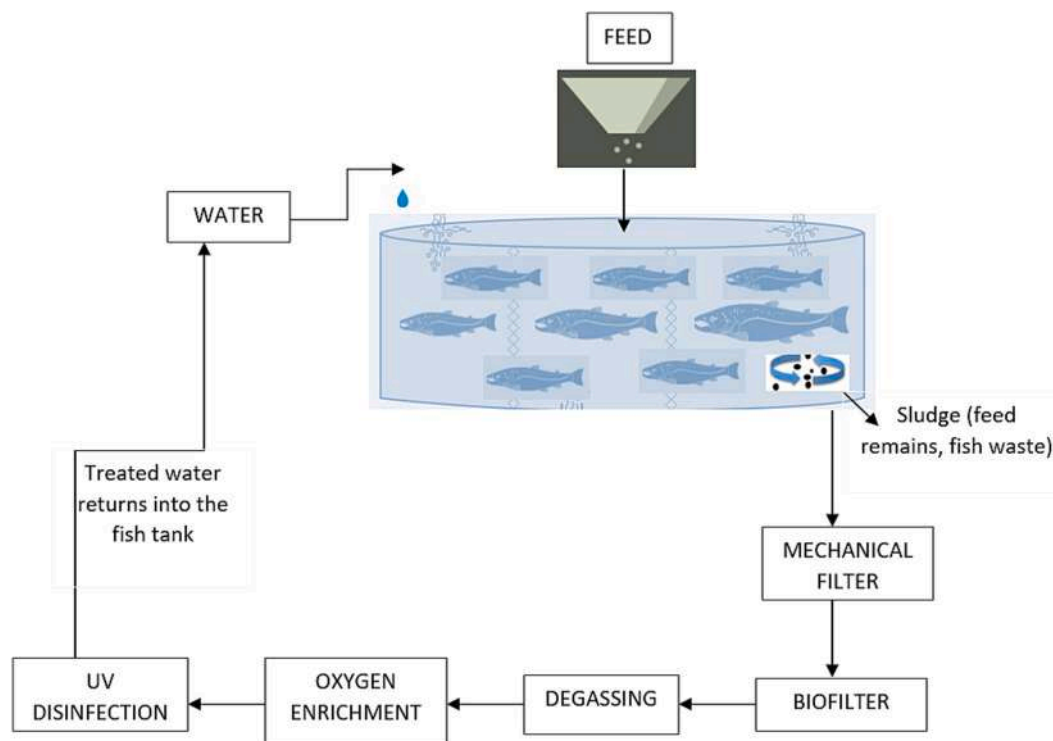 FEED
WATER
Sludge (feed
remains, fish waste)
Treated water
returns into the
fish tank
MECHANICAL
FILTER
UV
DISINFECTION
OXYGEN
ENRICHMENT
DEGASSING
BIOFILTER